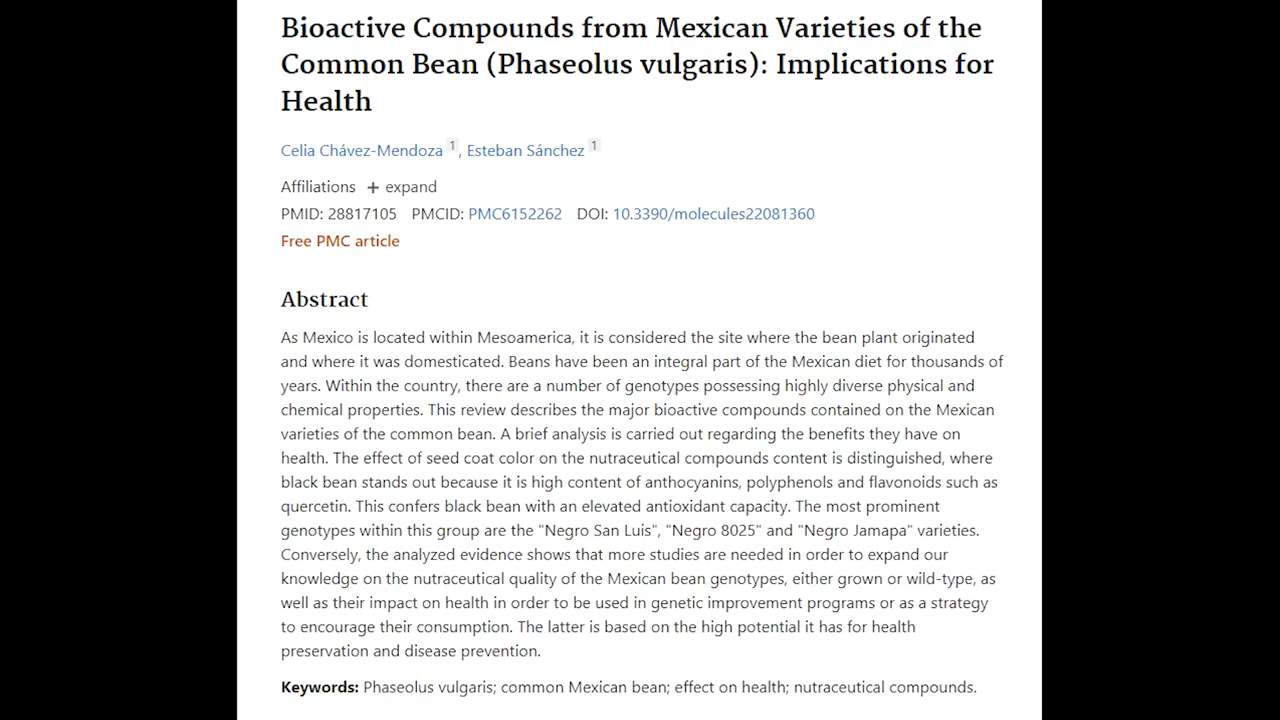 Bioactive Compounds from Mexican Varieties of the
Common Bean (Phaseolus vulgaris): Implications for
Health
Celia Chávez-Mendoza 1, Esteban Sánchez 1
Affiliations + expand
PMID: 28817105 PMCID: PMC6152262 DOI: 10.3390/molecules22081360
Free PMC article
Abstract
As Mexico is located within Mesoamerica, it is considered the site where the bean plant originated
and where it was domesticated. Beans have been an integral part of the Mexican diet for thousands of
years. Within the country, there are a number of genotypes possessing highly diverse physical and
chemical properties. This review describes the major bioactive compounds contained on the Mexican
varieties of the common bean. A brief analysis is carried out regarding the benefits they have on
health. The effect of seed coat color on the nutraceutical compounds content is distinguished, where
black bean stands out because it is high content of anthocyanins, polyphenols and flavonoids such as
quercetin. This confers black bean with an elevated antioxidant capacity. The most prominent
genotypes within this group are the "Negro San Luis", "Negro 8025" and "Negro Jamapa" varieties.
Conversely, the analyzed evidence shows that more studies are needed in order to expand our
knowledge on the nutraceutical quality of the Mexican bean genotypes, either grown or wild-type, as
well as their impact on health in order to be used in genetic improvement programs or as a strategy
to encourage their consumption. The latter is based on the high potential it has for health
preservation and disease prevention.
Keywords: Phaseolus vulgaris; common Mexican bean; effect on health; nutraceutical compounds.